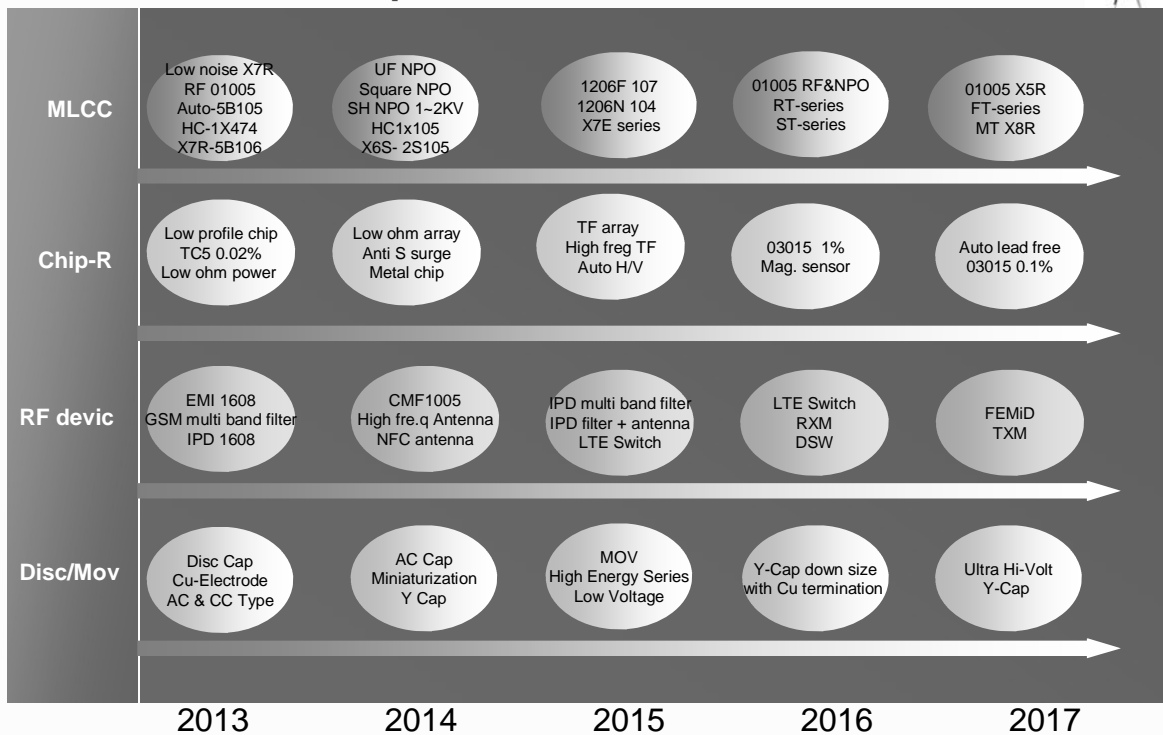 MLCC
Low noise X7R
RF 01005
Auto-5B105
HC-1X474
X7R-5B106
UF NPO
Square NPO
SH NPO 1~2KV
HC1x105
X6S- 2S105
1206F 107
1206N 104
X7E series
01005 RF&NPO
RT-series
ST-series
01005 X5R
FT-series
MT X8R
Chip-R
Low profile chip
TC5 0.02%
Low ohm power
Low ohm array
Anti S surge
Metal chip
TF array
High freg TF
Auto H/V
03015 1%
Mag. sensor
Auto lead free
03015 0.1%
RF devic
EMI 1608
GSM multi band filter
IPD 1608
CMF1005
High fre.q Antenna
NFC antenna
IPD multi band filter
IPD filter + antenna
LTE Switch
LTE Switch
RXM
DSW
FEMiD
TXM
Disc/Mov
Disc Cap
Cu-Electrode
AC & CC Type
AC Cap
Miniaturization
Y Cap
MOV
High Energy Series
Low Voltage
Y-Cap down size
with Cu termination
Ultra Hi-Volt
Y-Cap
2013 2014 2015 2016 2017